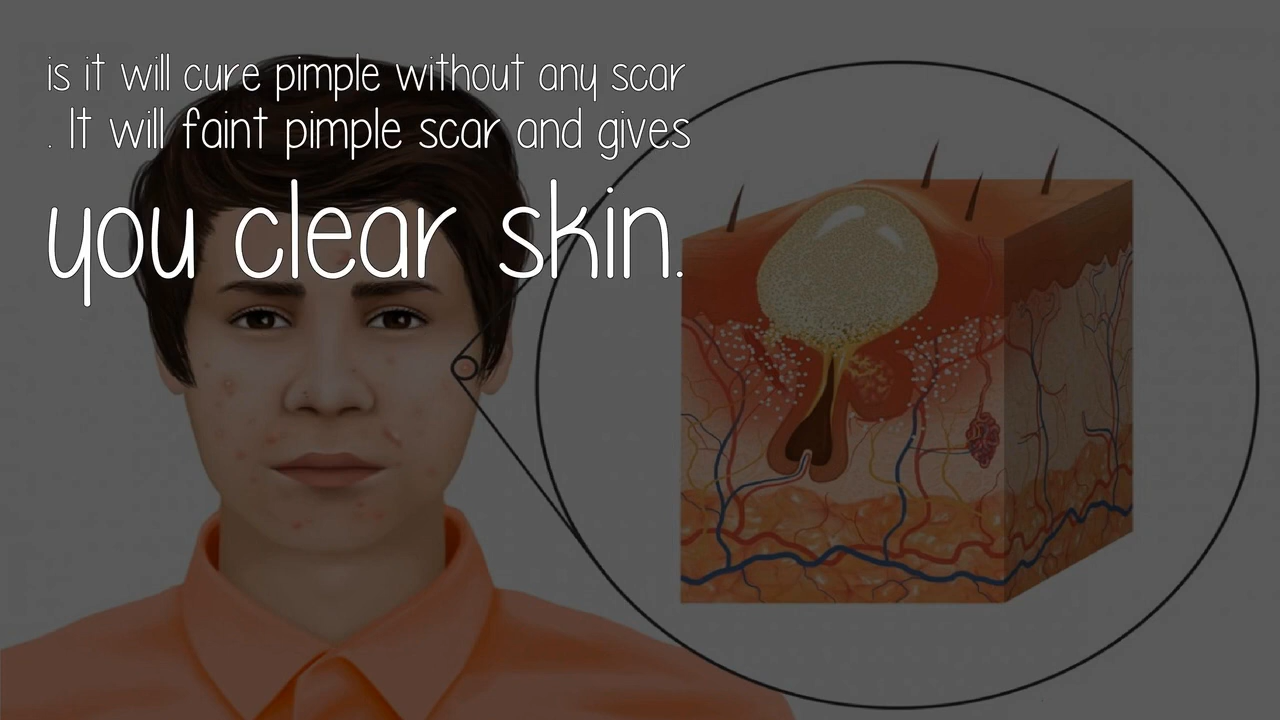 is it will cure pimple without any scar
. It will faint pimple scar and gives
you clear skin.